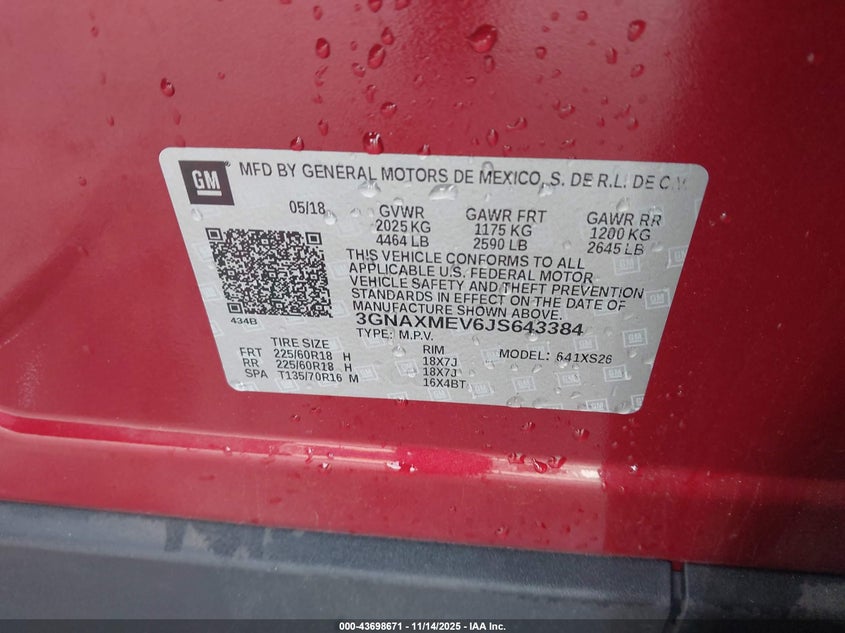 GM
MFD BY GENERAL MOTORS DE MEXICO, S. DE R.L. DE C.V.
05/18 GVWR GAWR FRT GAWR RR
2025 KG 1175 KG 1200 KG
4464 LB 2590 LB 2645 LB
THIS VEHICLE CONFORMS TO ALL
APPLICABLE U.S. FEDERAL MOTOR
VEHICLE SAFETY AND THEFT PREVENTION
STANDARDS IN EFFECT ON THE DATE OF
MANUFACTURE SHOWN ABOVE.
434B 3GNAXMEV6JS643384
TYPE: M.P.V.
TIRE SIZE RIM MODEL: 641XS26
FRT 225/60R18 H 18X7J
RR 225/60R18 H 18X7J
SPA T135/70R16 M 16X4BT
000-43698671 - 11/14/2025 - IAA Inc.